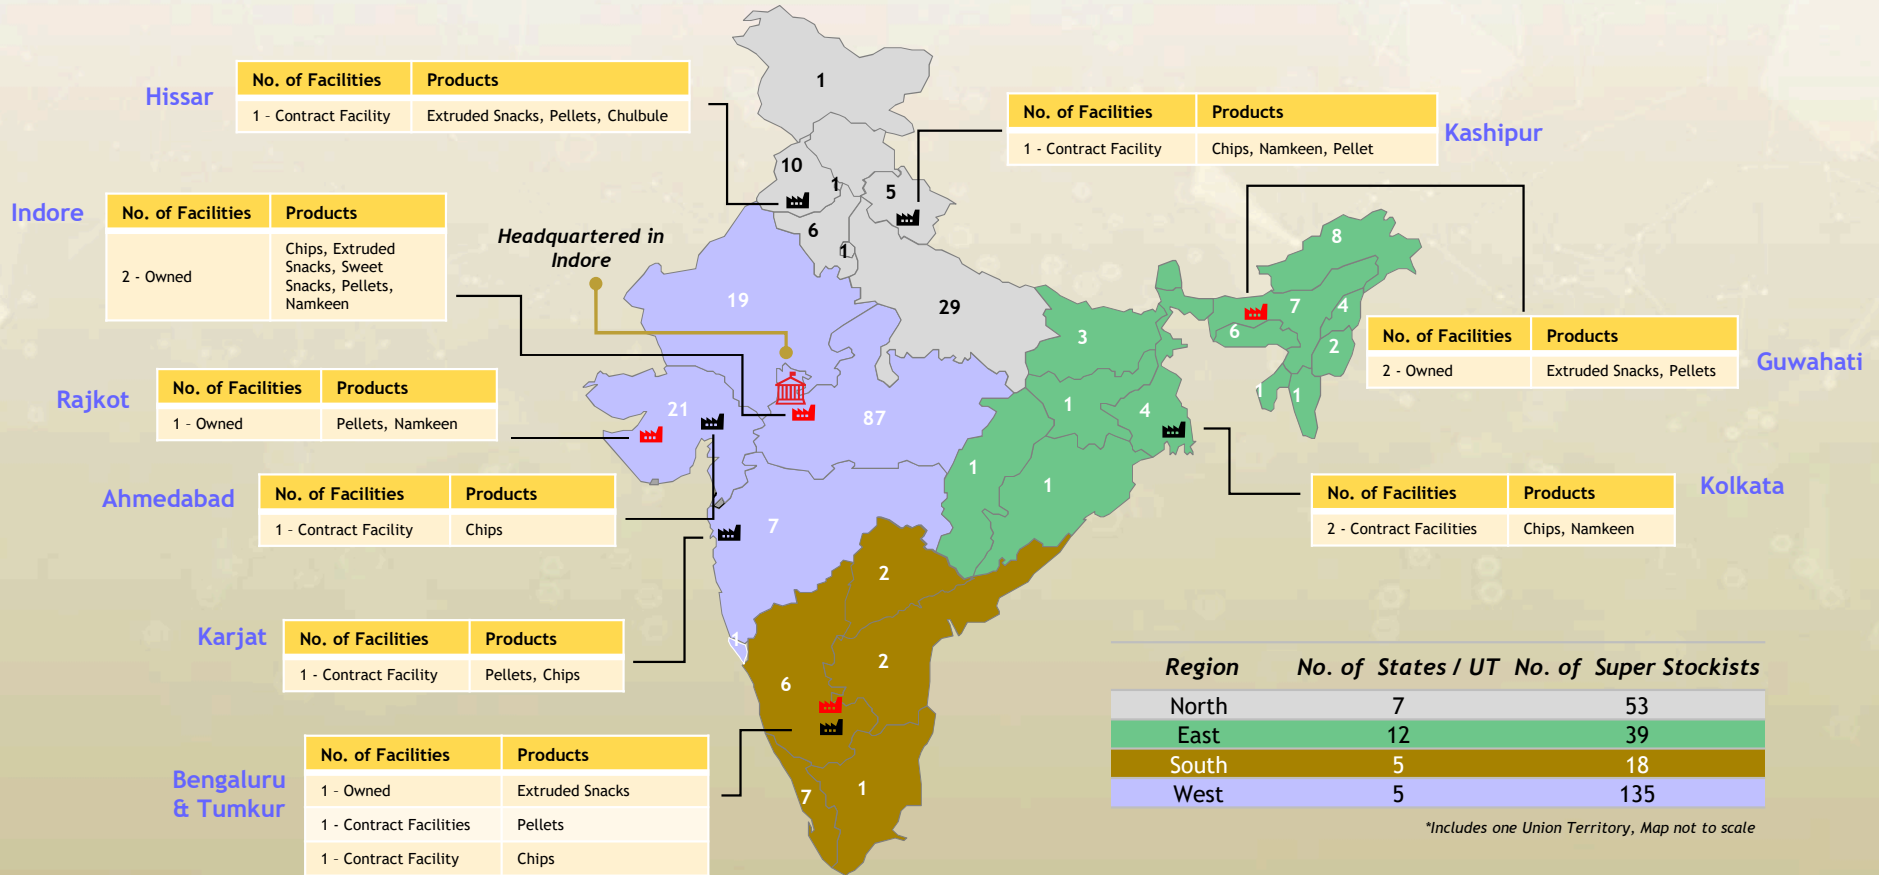 Hissar
No. of Facilities Products
1 - Contract Facility Extruded Snacks, Pellets, Chulbule
No. of Facilities Products
1 - Contract Facility Chips, Namkeen, Pellet
Kashipur
Indore
No. of Facilities Products
2 - Owned
Chips, Extruded
Snacks, Sweet
Snacks, Pellets,
Namkeen
Headquartered in
Indore
Rajkot
No. of Facilities Products
1 - Owned Pellets, Namkeen
No. of Facilities Products
2 - Owned Extruded Snacks, Pellets
Guwahati
Ahmedabad
No. of Facilities Products
1 - Contract Facility Chips
No. of Facilities Products
2 - Contract Facilities Chips, Namkeen
Kolkata
Karjat
No. of Facilities Products
1 - Contract Facility Pellets, Chips
Bengaluru
& Tumkur
No. of Facilities Products
1 - Owned Extruded Snacks
1 - Contract Facilities Pellets
1 - Contract Facility Chips
1
10
1
5
6
1
29
19
21
87
7
1
8
7
4
6
2
1
1
3
1
4
1
1
2
2
6
7
1
Region No. of States / UT No. of Super Stockists
North 7 53
East 12 39
South 5 18
West 5 135
*Includes one Union Territory, Map not to scale